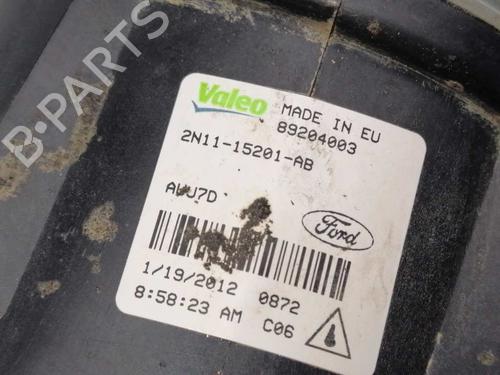 B-PARTS
Valeo MADE IN EU
89204003
2N11-15201-AB
AWJ7D
Ford
1/19/2012 0872
8:58:23 AM C06